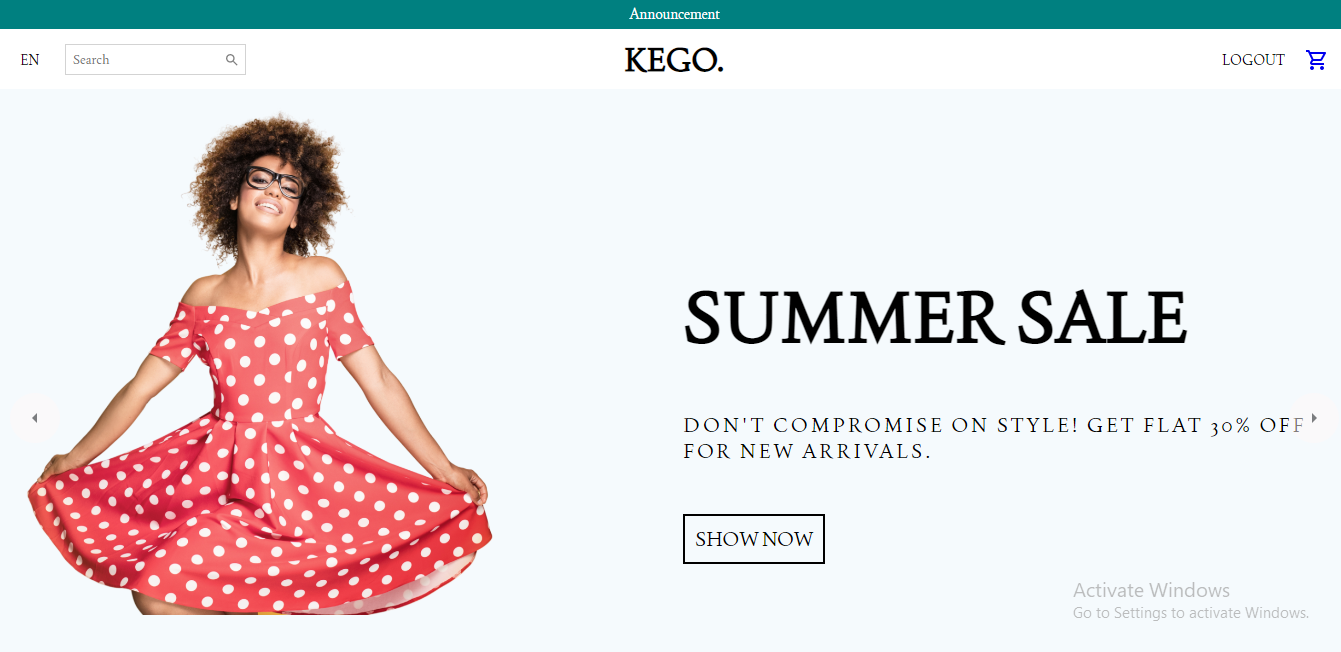 Announcement
EN
Search
KEGO.
LOGOUT
SUMMER SALE
DON'T COMPROMISE ON STYLE! GET FLAT 30% OFF
FOR NEW ARRIVALS.
SHOW NOW
Activate Windows
Go to Settings to activate Windows.